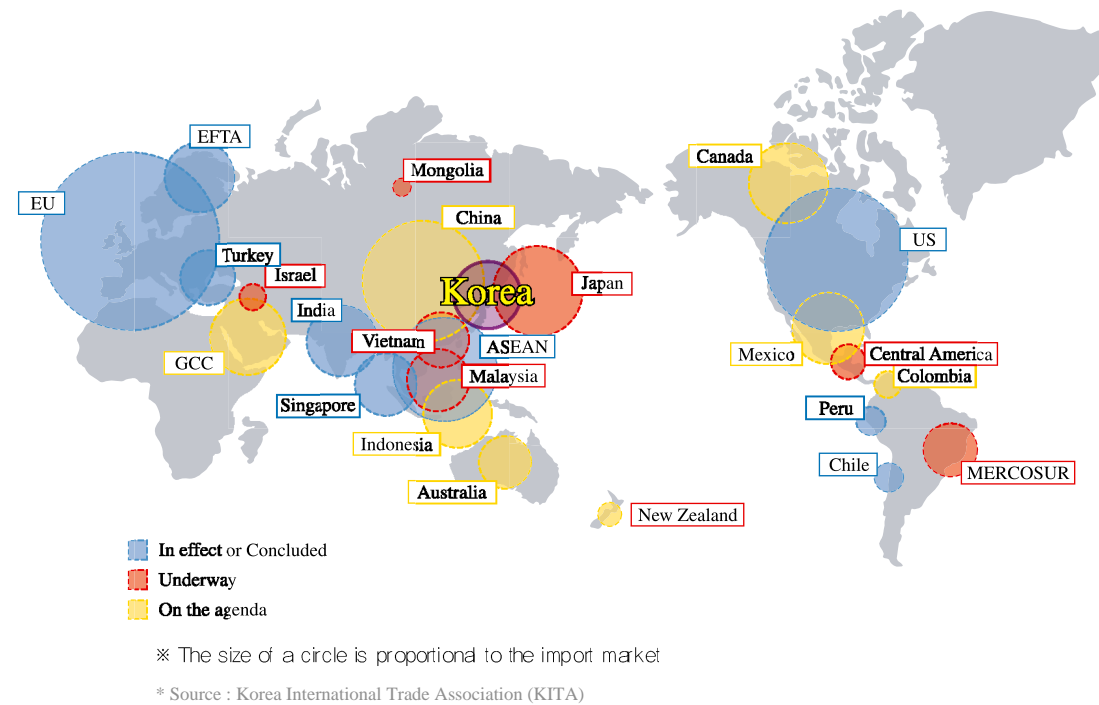 EFTA
Canada
Mongolia
EU
China
US
Turkey
Israel
Japan
Korea
India
Vietnam
ASEAN
Mexico
Central America
GCC
Malaysia
Colombia
Singapore
Peru
Indonesia
Chile
MERCOSUR
Australia
New Zealand
In effect or Concluded
Underway
On the agenda
※ The size of a circle is proportional to the import market
* Source : Korea International Trade Association (KITA)